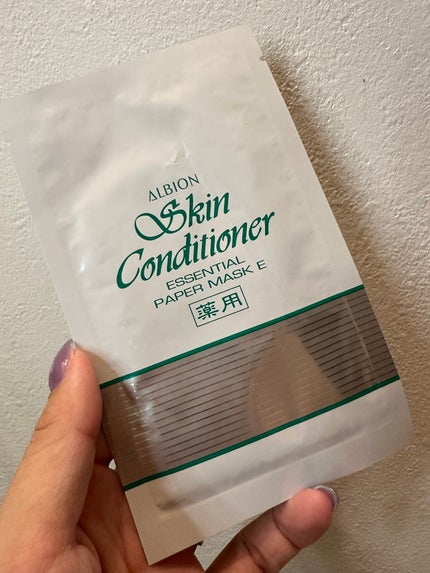 ALBION
Skin
Conditioner
ESSENTIAL
PAPER MASK E
薬用